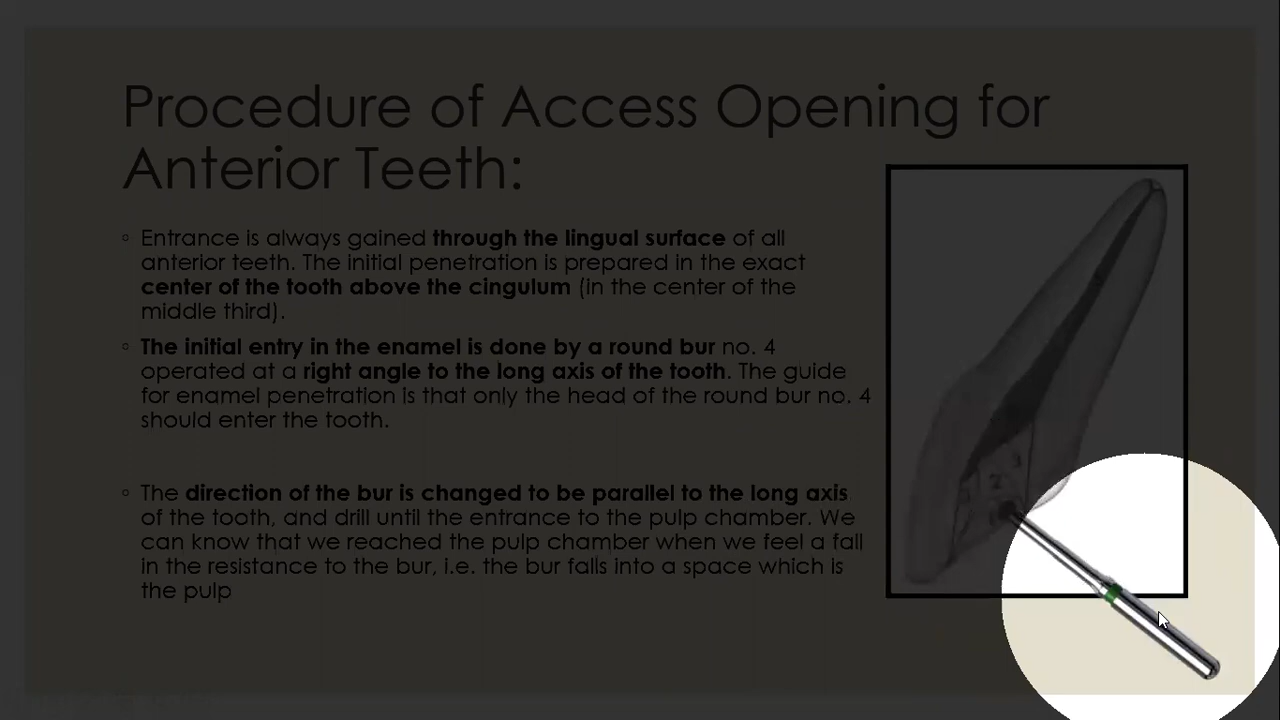 Procedure of Access Opening for
Anterior Teeth:
◦ Entrance is always gained through the lingual surface of all
anterior teeth. The initial penetration is prepared in the exact
center of the tooth above the cingulum (in the center of the
middle third).
◦ The initial entry in the enamel is done by a round bur no. 4
operated at a right angle to the long axis of the tooth. The guide
for enamel penetration is that only the head of the round bur no. 4
should enter the tooth.
◦ The direction of the bur is changed to be parallel to the long axis
of the tooth, and drill until the entrance to the pulp chamber. We
can know that we reached the pulp chamber when we feel a fall
in the resistance to the bur, i.e. the bur falls into a space which is
the pulp